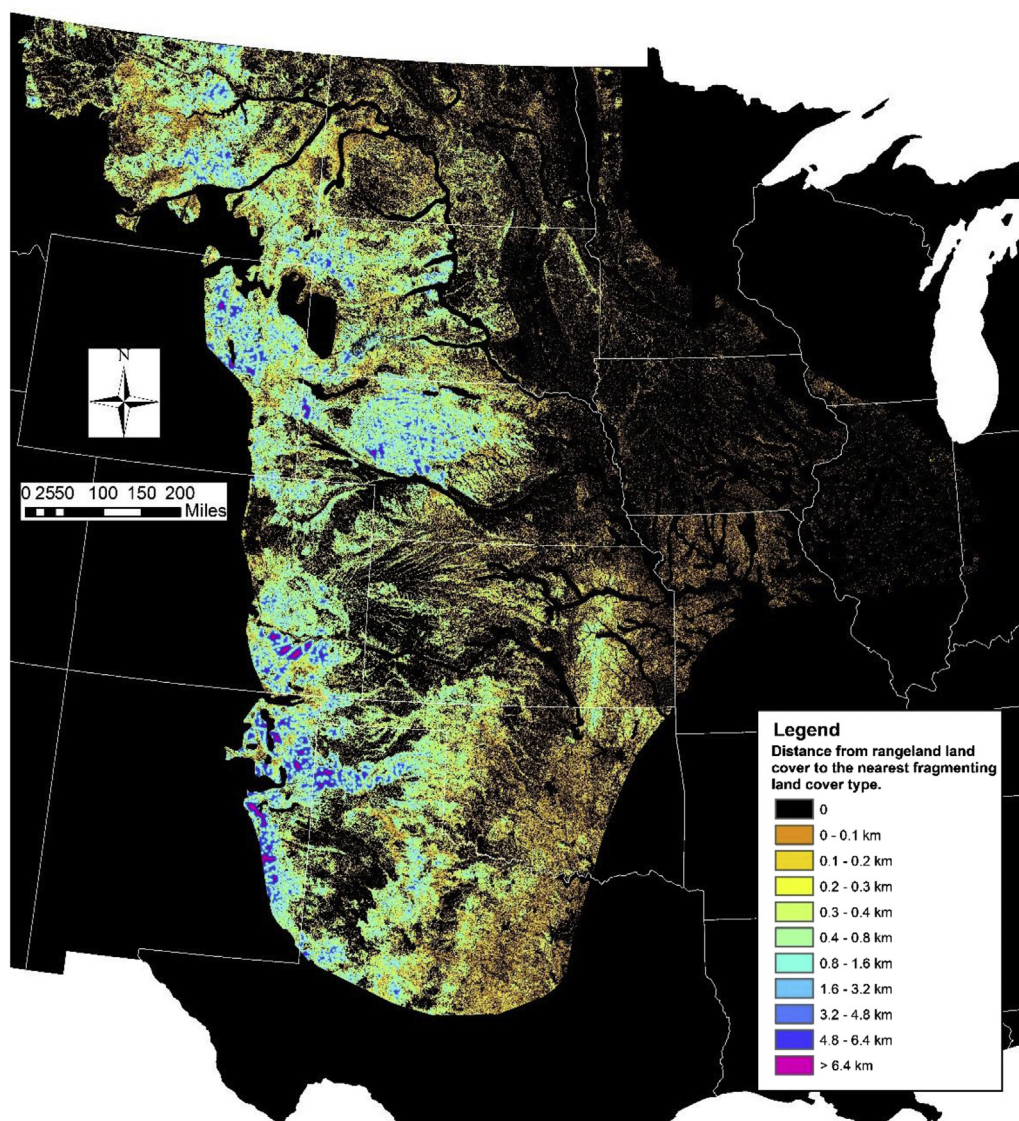 N
0 2550 100 150 200
Miles
Legend
Distance from rangeland land
cover to the nearest fragmenting
land cover type.
0
0 - 0.1 km
0.1 - 0.2 km
0.2 - 0.3 km
0.3 - 0.4 km
0.4 - 0.8 km
0.8 - 1.6 km
1.6 - 3.2 km
3.2 - 4.8 km
4.8 - 6.4 km
> 6.4 km